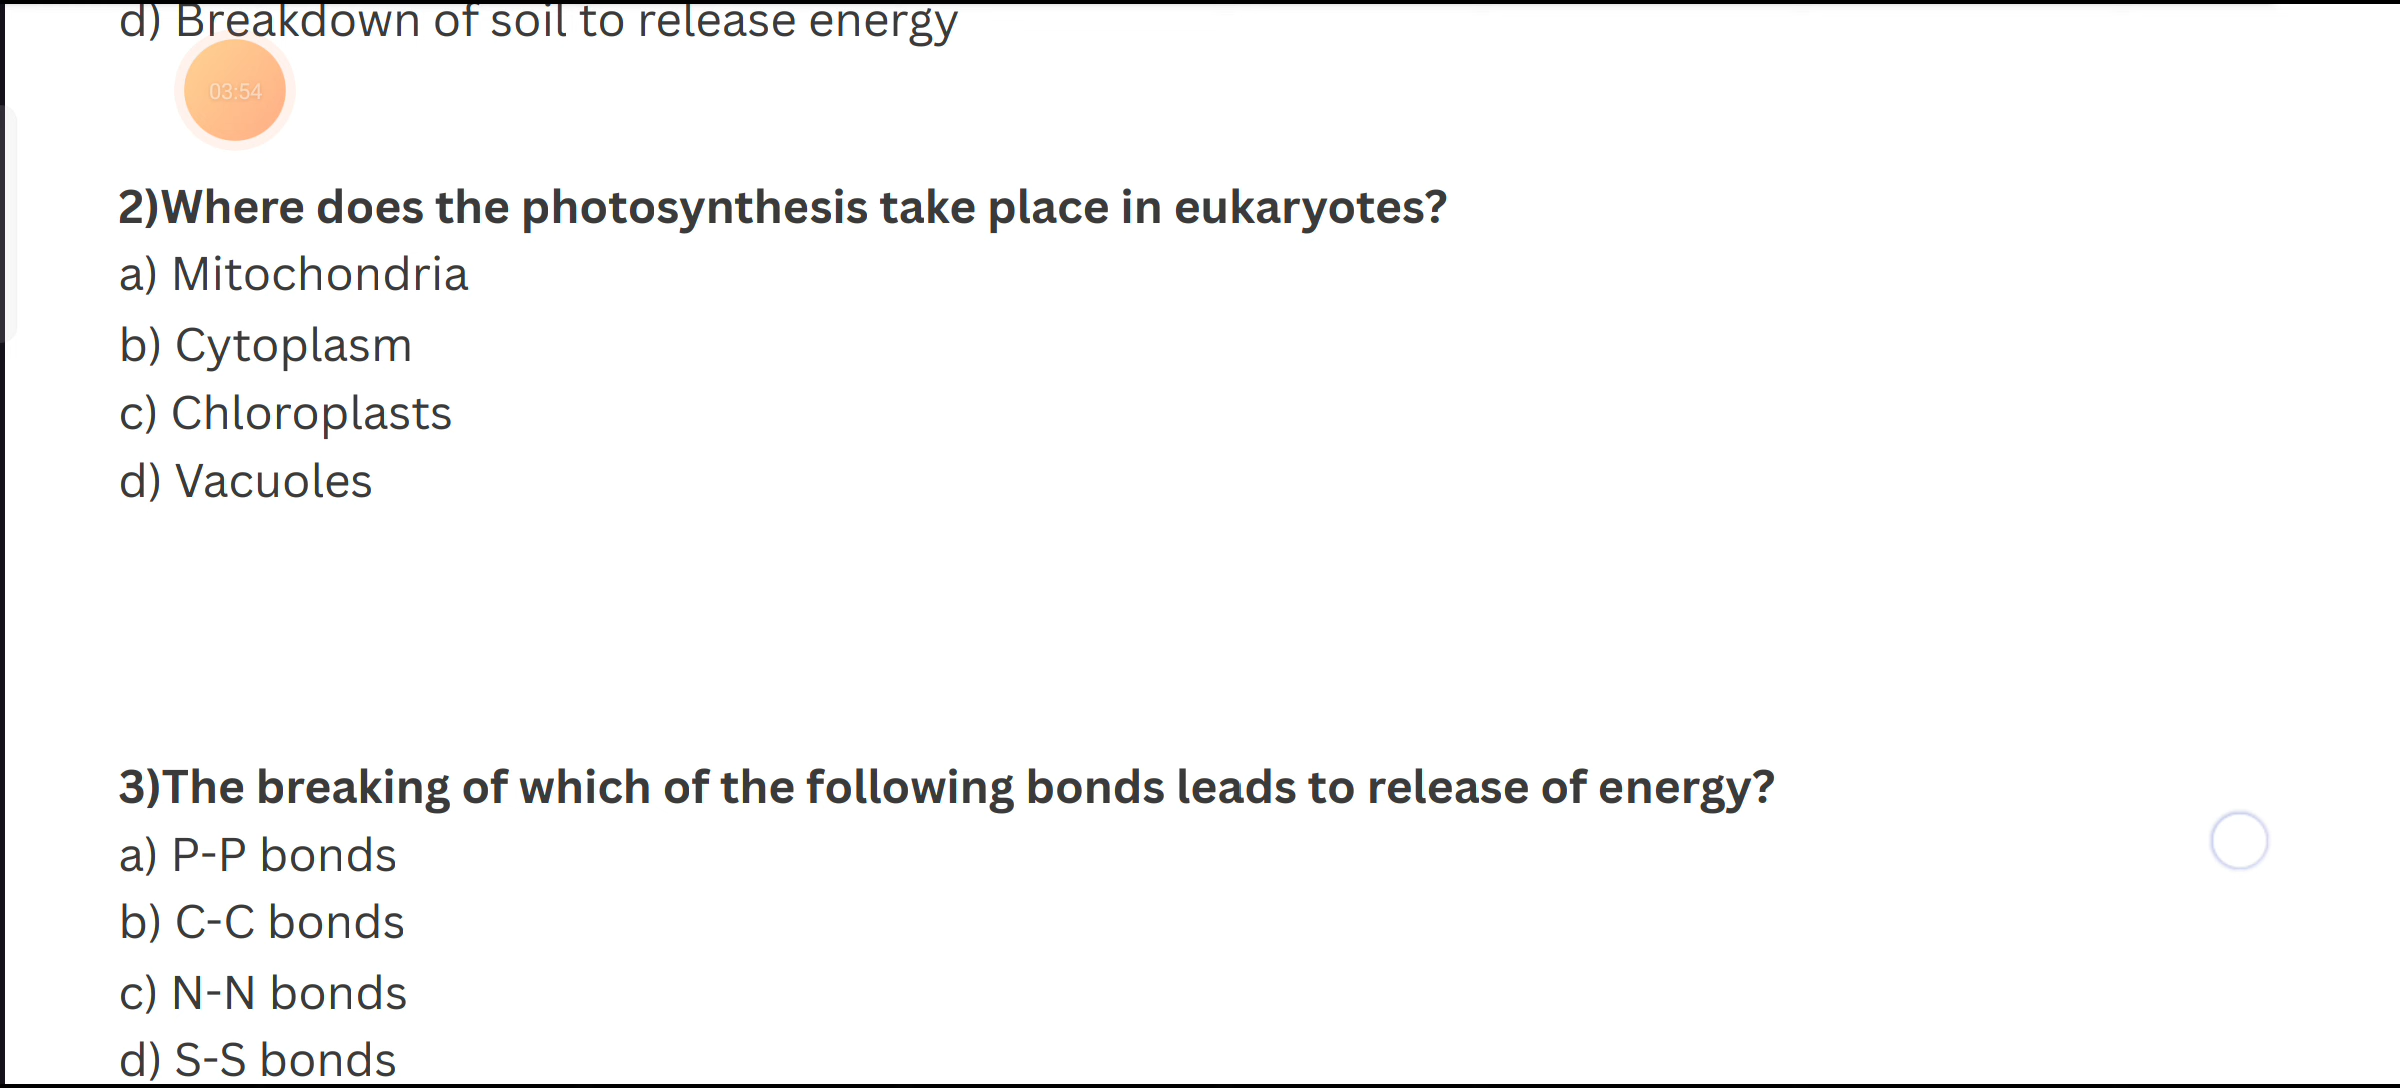 d) Breakdown of soil to release energy
03:54
2)Where does the photosynthesis take place in eukaryotes?
a) Mitochondria
b) Cytoplasm
c) Chloroplasts
d) Vacuoles
3)The breaking of which of the following bonds leads to release of energy?
a) P-P bonds
b) C-C bonds
c) N-N bonds
d) S-S bonds